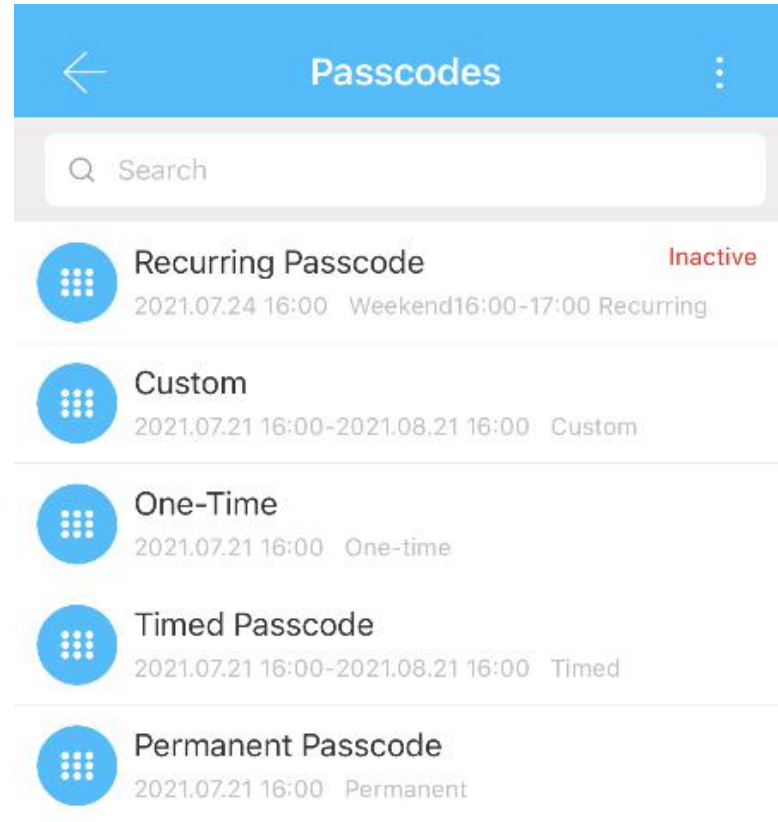 Passcodes
Search
Recurring Passcode Inactive
2021.07.24 16:00 Weekend16:00-17:00 Recurring
Custom
2021.07.21 16:00-2021.08.21 16:00 Custom
One-Time
2021.07.21 16:00 One-time
Timed Passcode
2021.07.21 16:00-2021.08.21 16:00 Timed
Permanent Passcode
2021.07.21 16:00 Permanent